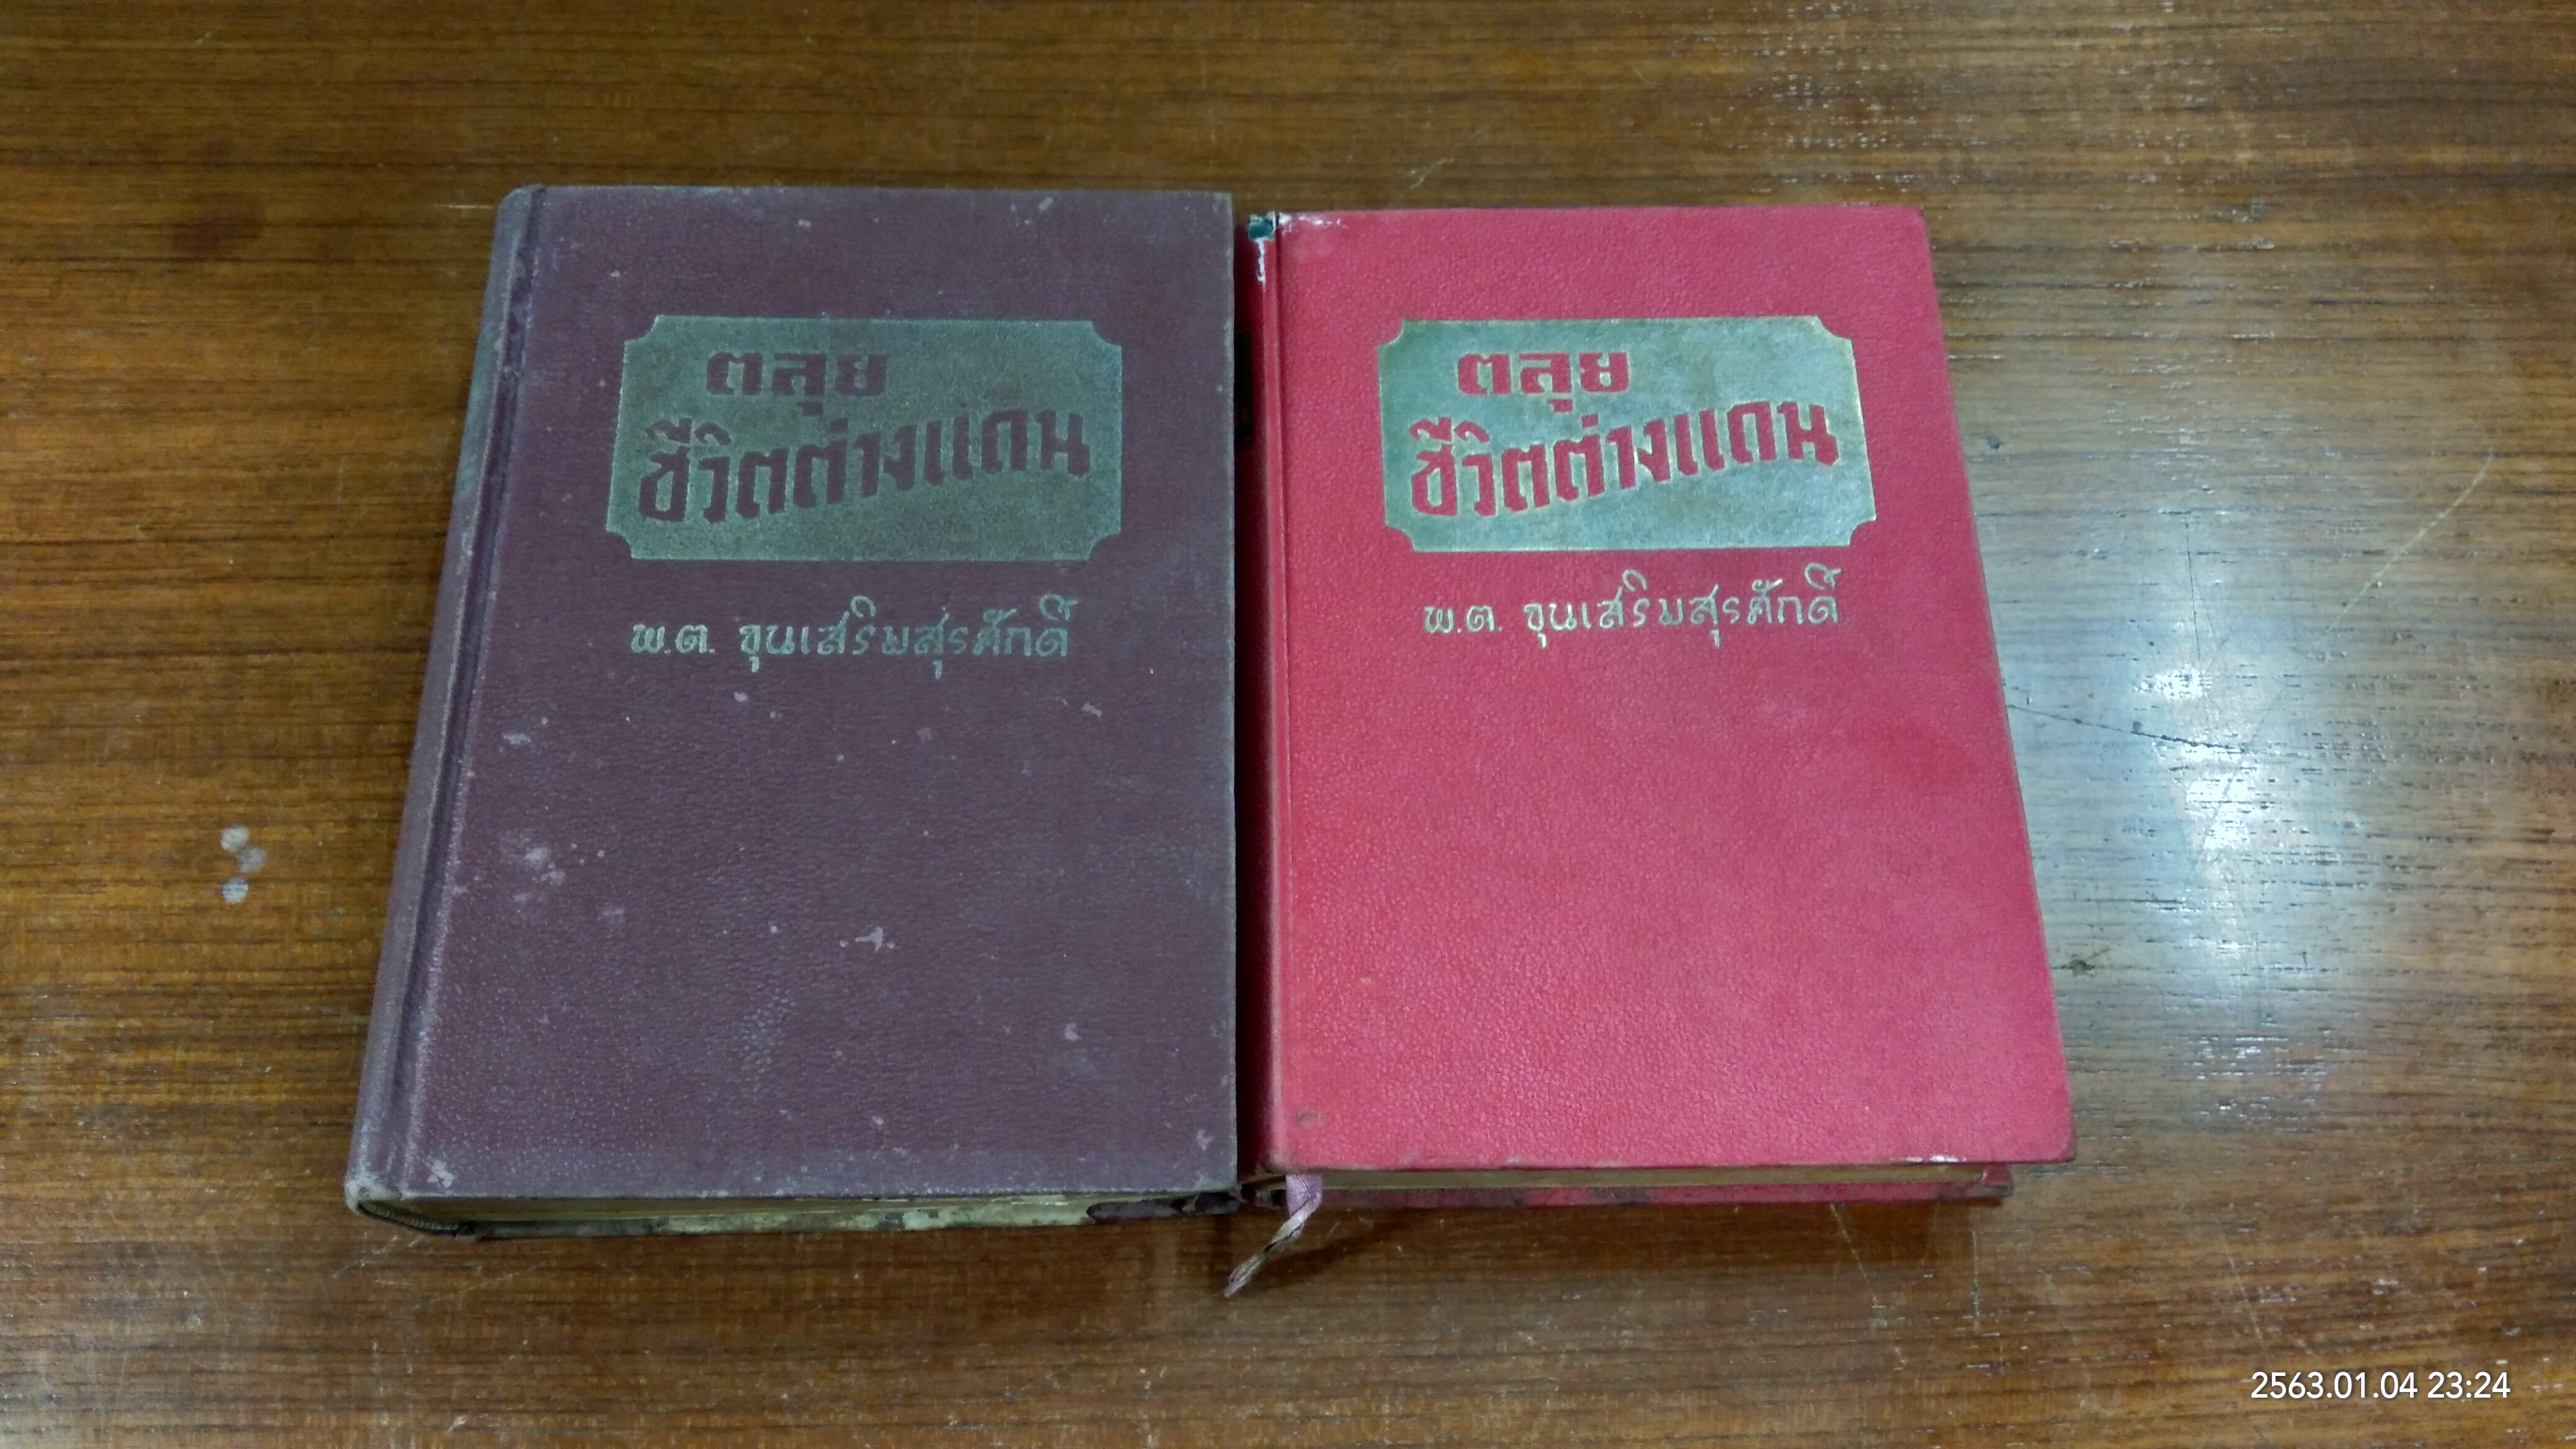 ตลุย
ชีวิตต่างแดน
พ.ต. ขุนเสริมสุรศักดิ์
ตลุย
ชีวิตต่างแดน
พ.ต. ขุนเสริมสุรศักดิ์
2563.01.04 23:24